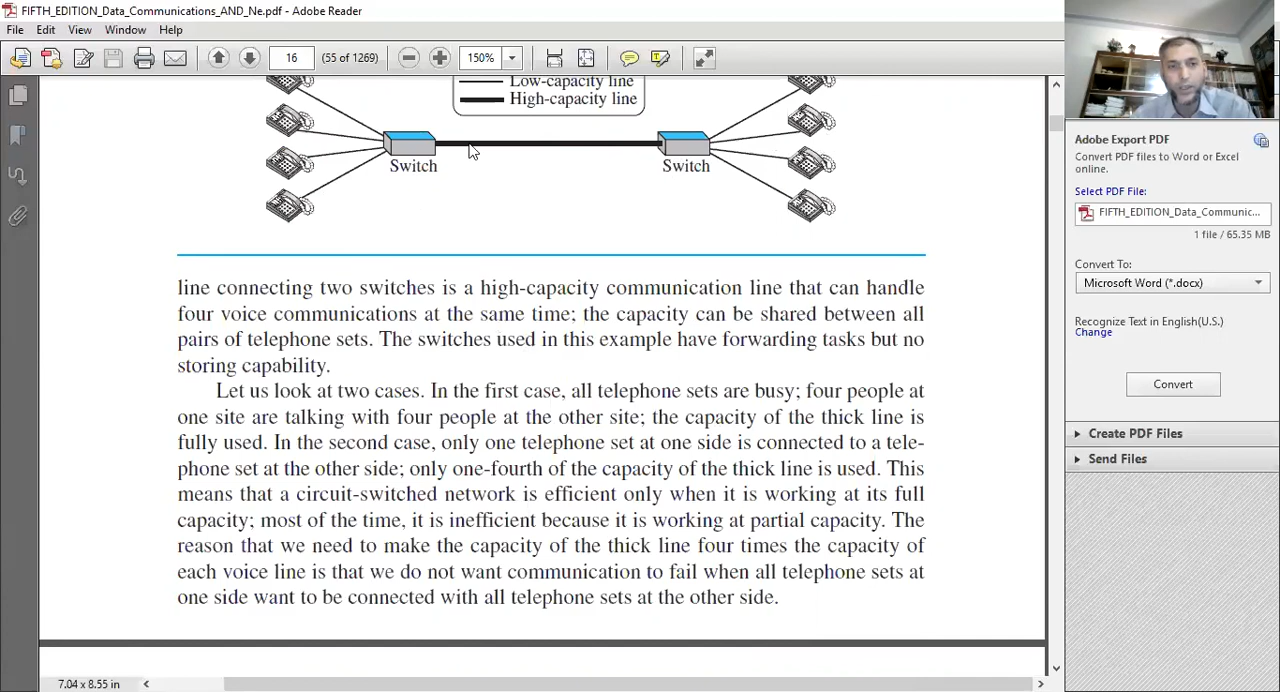 FIFTH_EDITION_Data_Communications_AND_Ne.pdf - Adobe Reader
File Edit View Window Help
16 (55 of 1269) 150%
Low-capacity line
High-capacity line
Switch Switch
line connecting two switches is a high-capacity communication line that can handle
four voice communications at the same time; the capacity can be shared between all
pairs of telephone sets. The switches used in this example have forwarding tasks but no
storing capability.
Let us look at two cases. In the first case, all telephone sets are busy; four people at
one site are talking with four people at the other site; the capacity of the thick line is
fully used. In the second case, only one telephone set at one side is connected to a tele-
phone set at the other side; only one-fourth of the capacity of the thick line is used. This
means that a circuit-switched network is efficient only when it is working at its full
capacity; most of the time, it is inefficient because it is working at partial capacity. The
reason that we need to make the capacity of the thick line four times the capacity of
each voice line is that we do not want communication to fail when all telephone sets at
one side want to be connected with all telephone sets at the other side.
7.04 x 8.55 in
Adobe Export PDF
Convert PDF files to Word or Excel
online.
Select PDF File:
FIFTH_EDITION_Data_Communic...
1 file / 65.35 MB
Convert To:
Microsoft Word (*.docx)
Recognize Text in English(U.S.)
Change
Convert
Create PDF Files
Send Files